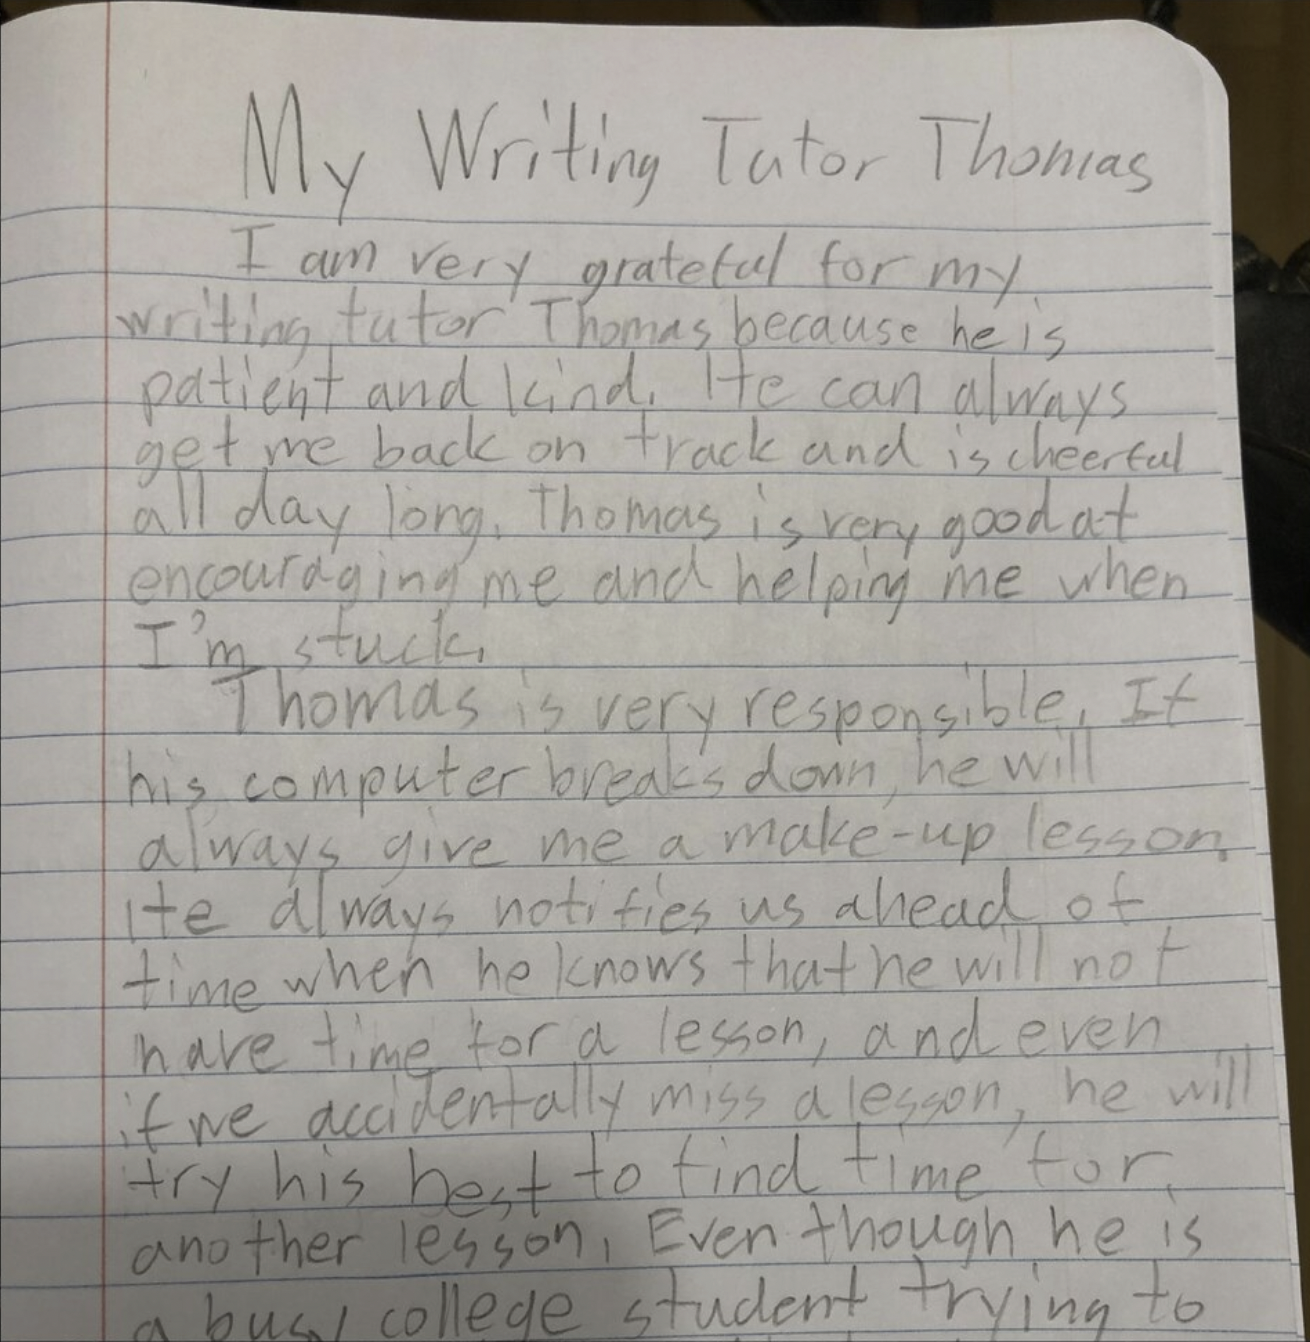 My Writing Tutor Thomas
I am very grateful for my
writing tutor Thomas because he is
patient and kind. He can always
get me back on track and is cheerful
all day long. Thomas is very good at
encouraging me and helping me when
I'm stuck.
Thomas is very responsible. If
his computer breaks down, he will
always give me a make-up lesson.
He always notifies us ahead of
time when he knows that he will not
have time for a lesson, and even
if we accidentally miss a lesson, he will
try his best to find time for
another lesson. Even though he is
a busy college student trying to